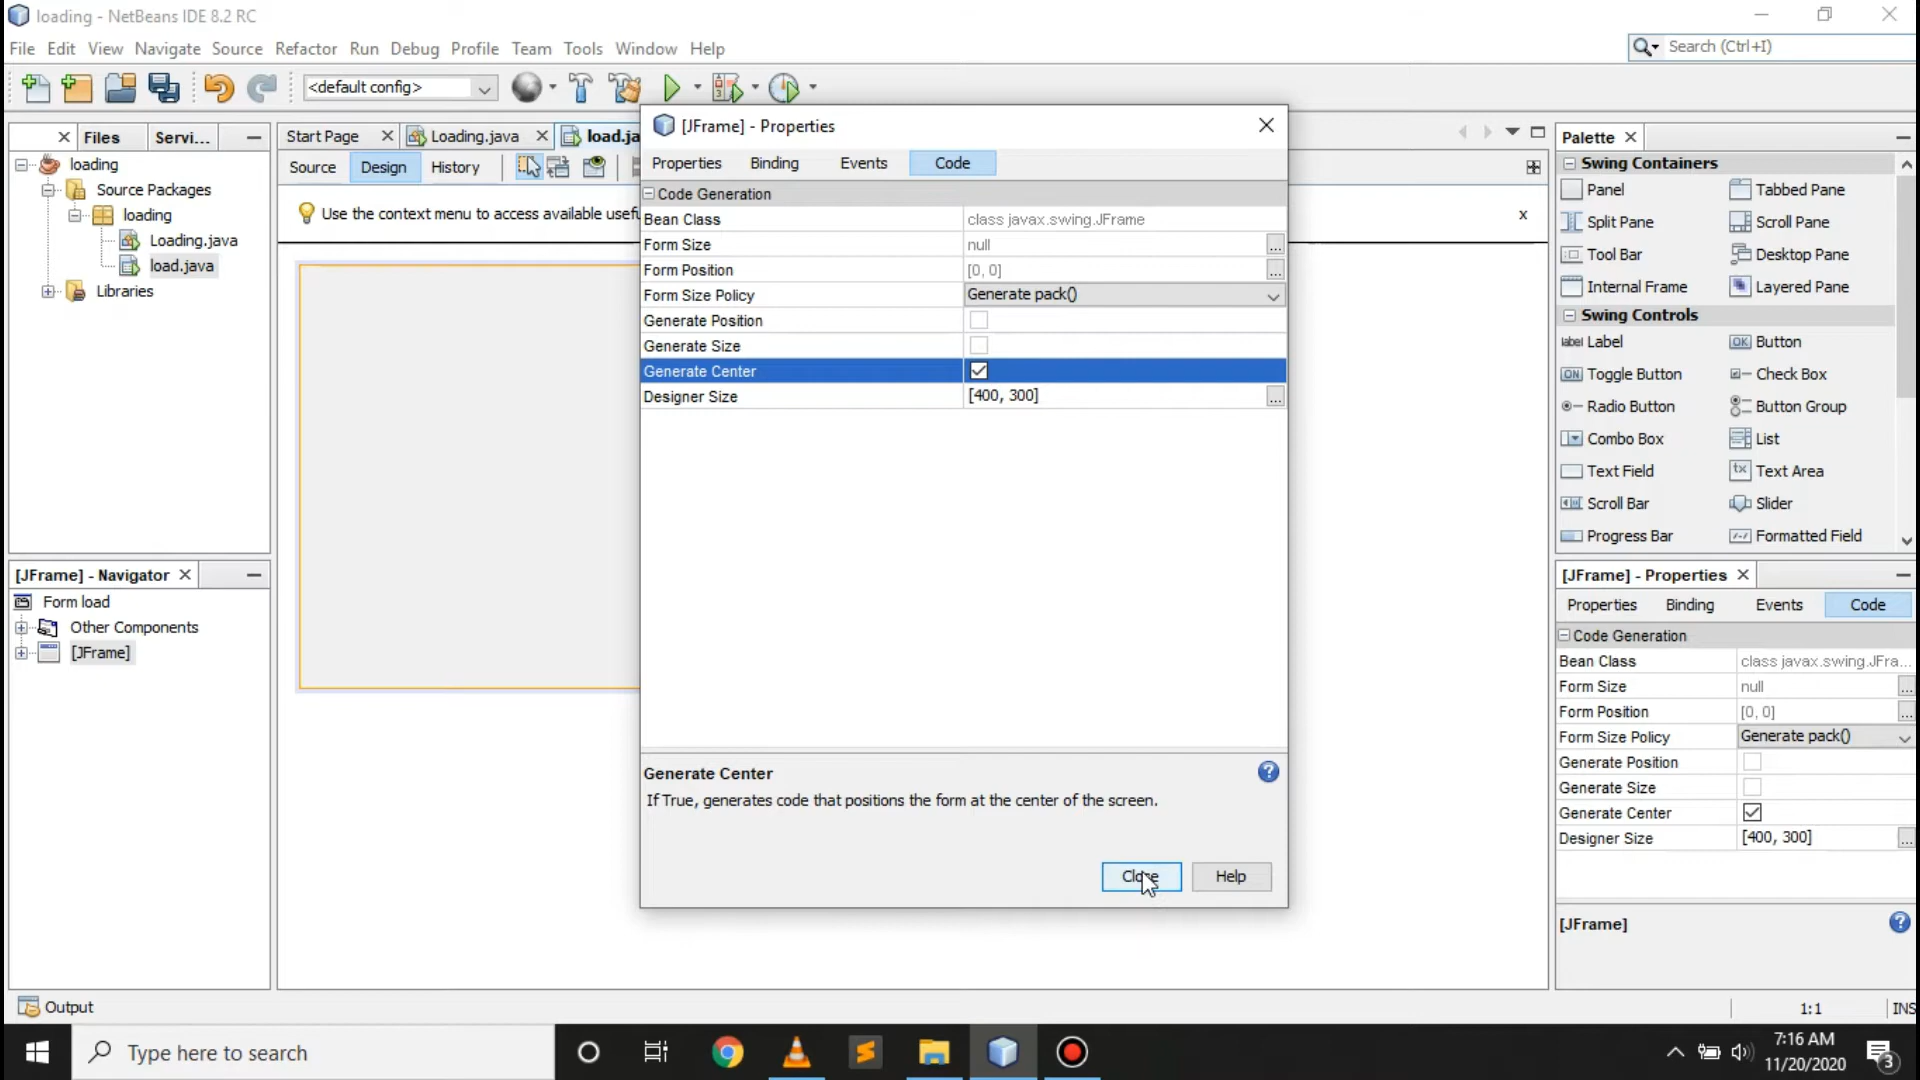 loading - NetBeans IDE 8.2 RC
File Edit View Navigate Source Refactor Run Debug Profile Team Tools Window Help
Search (Ctrl+I)
<default config>
Files Servi...
Start Page Loading.java load.ja
Source Design History
Use the context menu to access available usefu
x
loading
Source Packages
loading
Loading.java
load.java
Libraries
[JFrame] - Navigator
Form load
Other Components
[JFrame]
[JFrame] - Properties
Properties Binding Events Code
Code Generation
Bean Class class javax.swing.JFrame
Form Size null ...
Form Position [0, 0] ...
Form Size Policy Generate pack()
Generate Position
Generate Size
Generate Center
Designer Size [400, 300] ...
Generate Center
If True, generates code that positions the form at the center of the screen.
Close Help
Palette
Swing Containers
Panel Tabbed Pane
Split Pane Scroll Pane
Tool Bar Desktop Pane
Internal Frame Layered Pane
Swing Controls
label Label OK Button
ON Toggle Button Check Box
Radio Button Button Group
Combo Box List
Text Field tx Text Area
Scroll Bar Slider
Progress Bar Formatted Field
[JFrame] - Properties
Properties Binding Events Code
Code Generation
Bean Class class javax.swing.JFra...
Form Size null ...
Form Position [0, 0] ...
Form Size Policy Generate pack()
Generate Position
Generate Size
Generate Center
Designer Size [400, 300] ...
[JFrame]
Output
1:1 INS
Type here to search
7:16 AM
11/20/2020
3